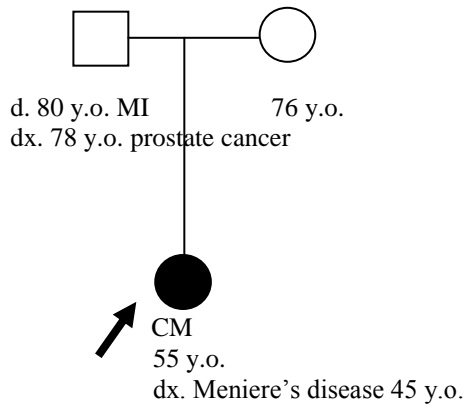 d. 80 y.o. MI
76 y.o.
dx. 78 y.o. prostate cancer
CM
55 y.o.
dx. Meniere’s disease 45 y.o.